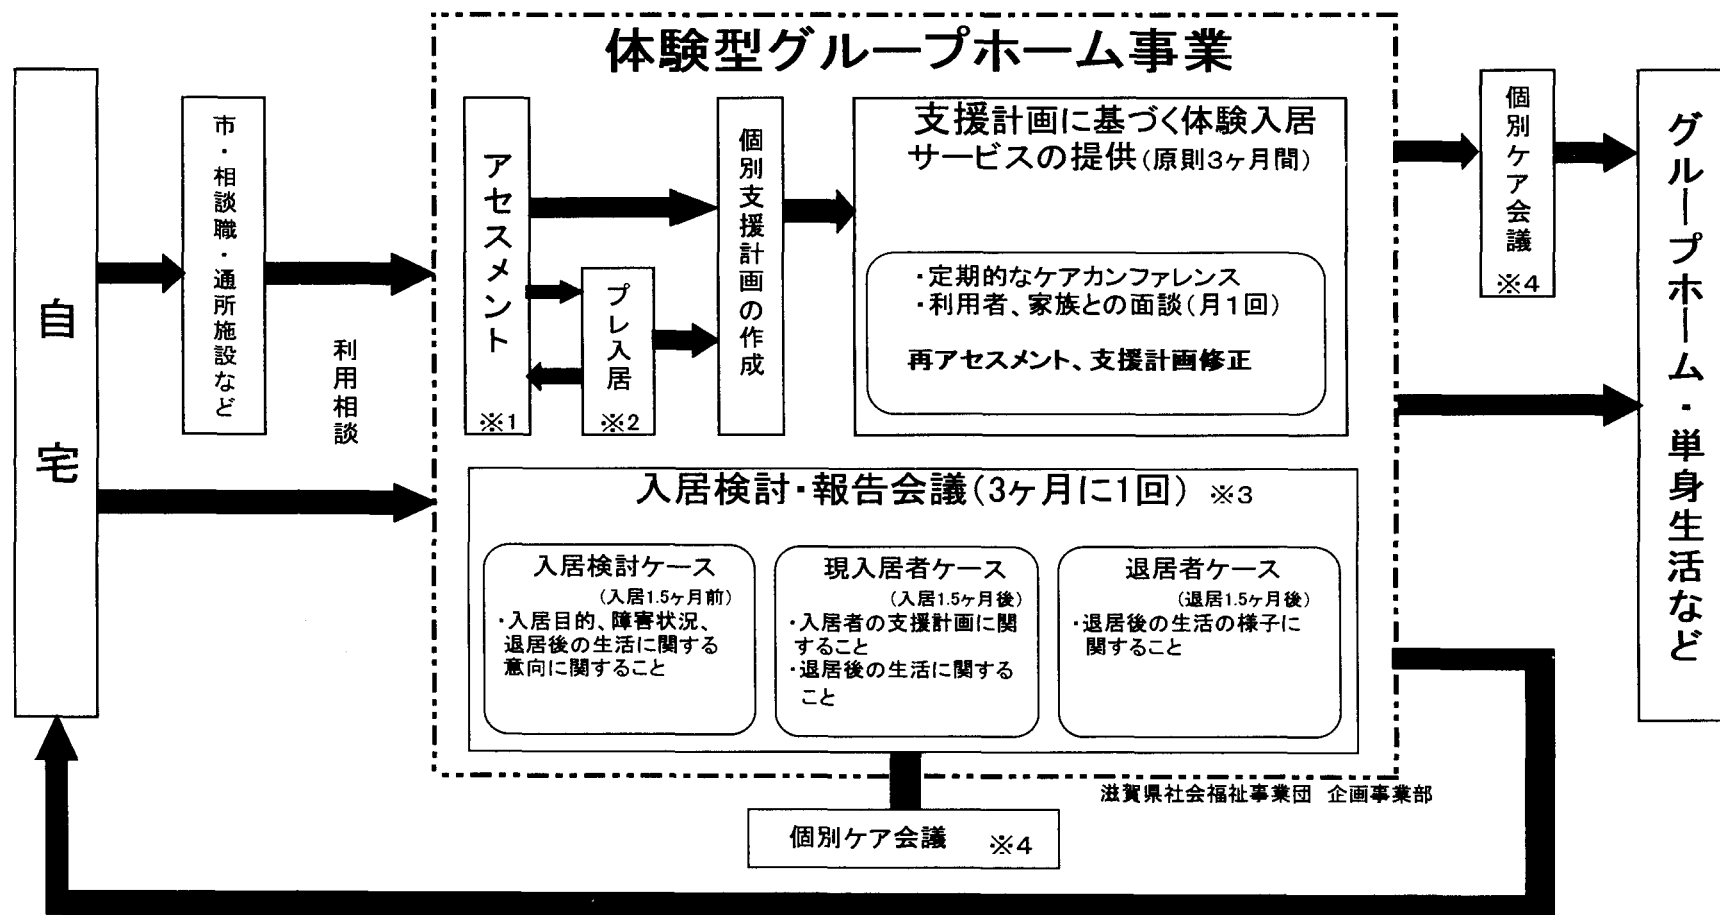 体験型グループホーム事業
自宅
市・相談職・通所施設など
利用相談
アセスメント
※1
プレ入居
※2
個別支援計画の作成
支援計画に基づく体験入居
サービスの提供(原則3ヶ月間)
・定期的なケアカンファレンス
・利用者、家族との面談(月1回)
再アセスメント、支援計画修正
入居検討・報告会議(3ヶ月に1回) ※3
入居検討ケース
(入居1.5ヶ月前)
・入居目的、障害状況、
退居後の生活に関する
意向に関すること
現入居者ケース
(入居1.5ヶ月後)
・入居者の支援計画に関
すること
・退居後の生活に関する
こと
退居者ケース
(退居1.5ヶ月後)
・退居後の生活の様子に
関すること
個別ケア会議
※4
グループホーム・単身生活など
滋賀県社会福祉事業団 企画事業部
個別ケア会議 ※4